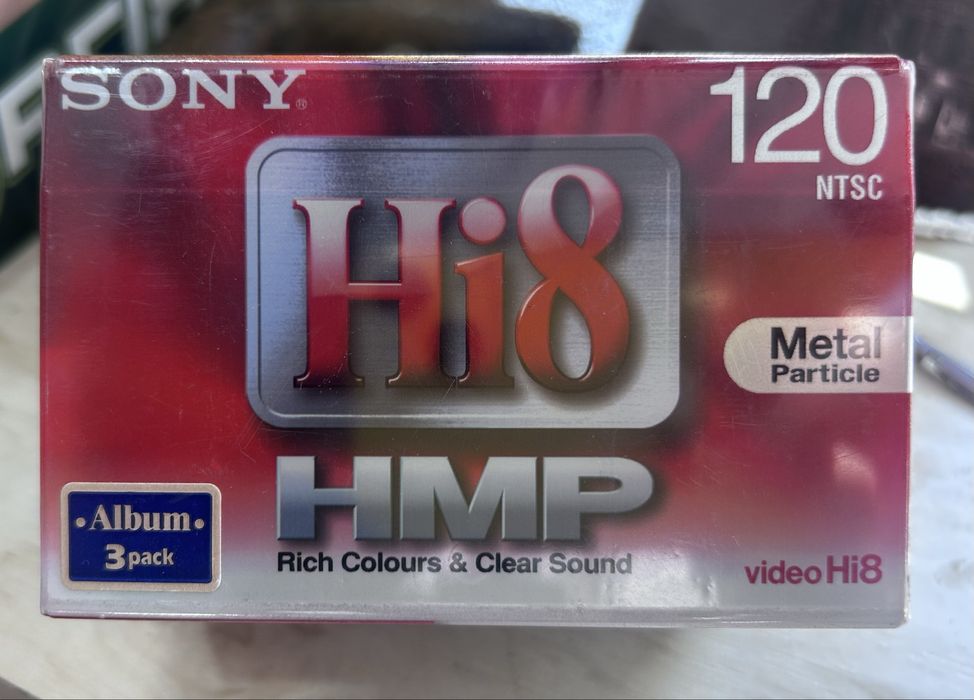 SONY®
120
NTSC
Hi8
Metal
Particle
HMP
Rich Colours & Clear Sound
•Album•
3pack
video Hi8